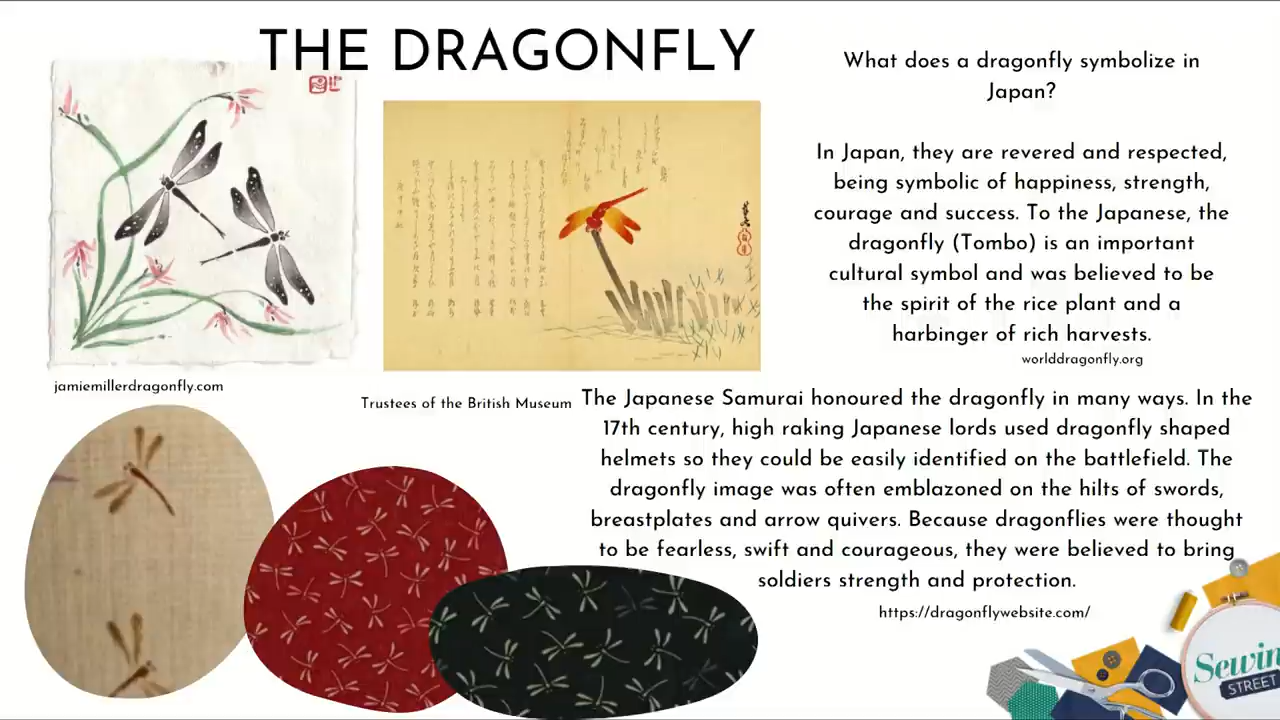 THE DRAGONFLY
What does a dragonfly symbolize in
Japan?
In Japan, they are revered and respected,
being symbolic of happiness, strength,
courage and success. To the Japanese, the
dragonfly (Tombo) is an important
cultural symbol and was believed to be
the spirit of the rice plant and a
harbinger of rich harvests.
worlddragonfly.org
jamiemillerdragonfly.com
Trustees of the British Museum
The Japanese Samurai honoured the dragonfly in many ways. In the
17th century, high raking Japanese lords used dragonfly shaped
helmets so they could be easily identified on the battlefield. The
dragonfly image was often emblazoned on the hilts of swords,
breastplates and arrow quivers. Because dragonflies were thought
to be fearless, swift and courageous, they were believed to bring
soldiers strength and protection.
https://dragonflywebsite.com/
Sewin
STREET